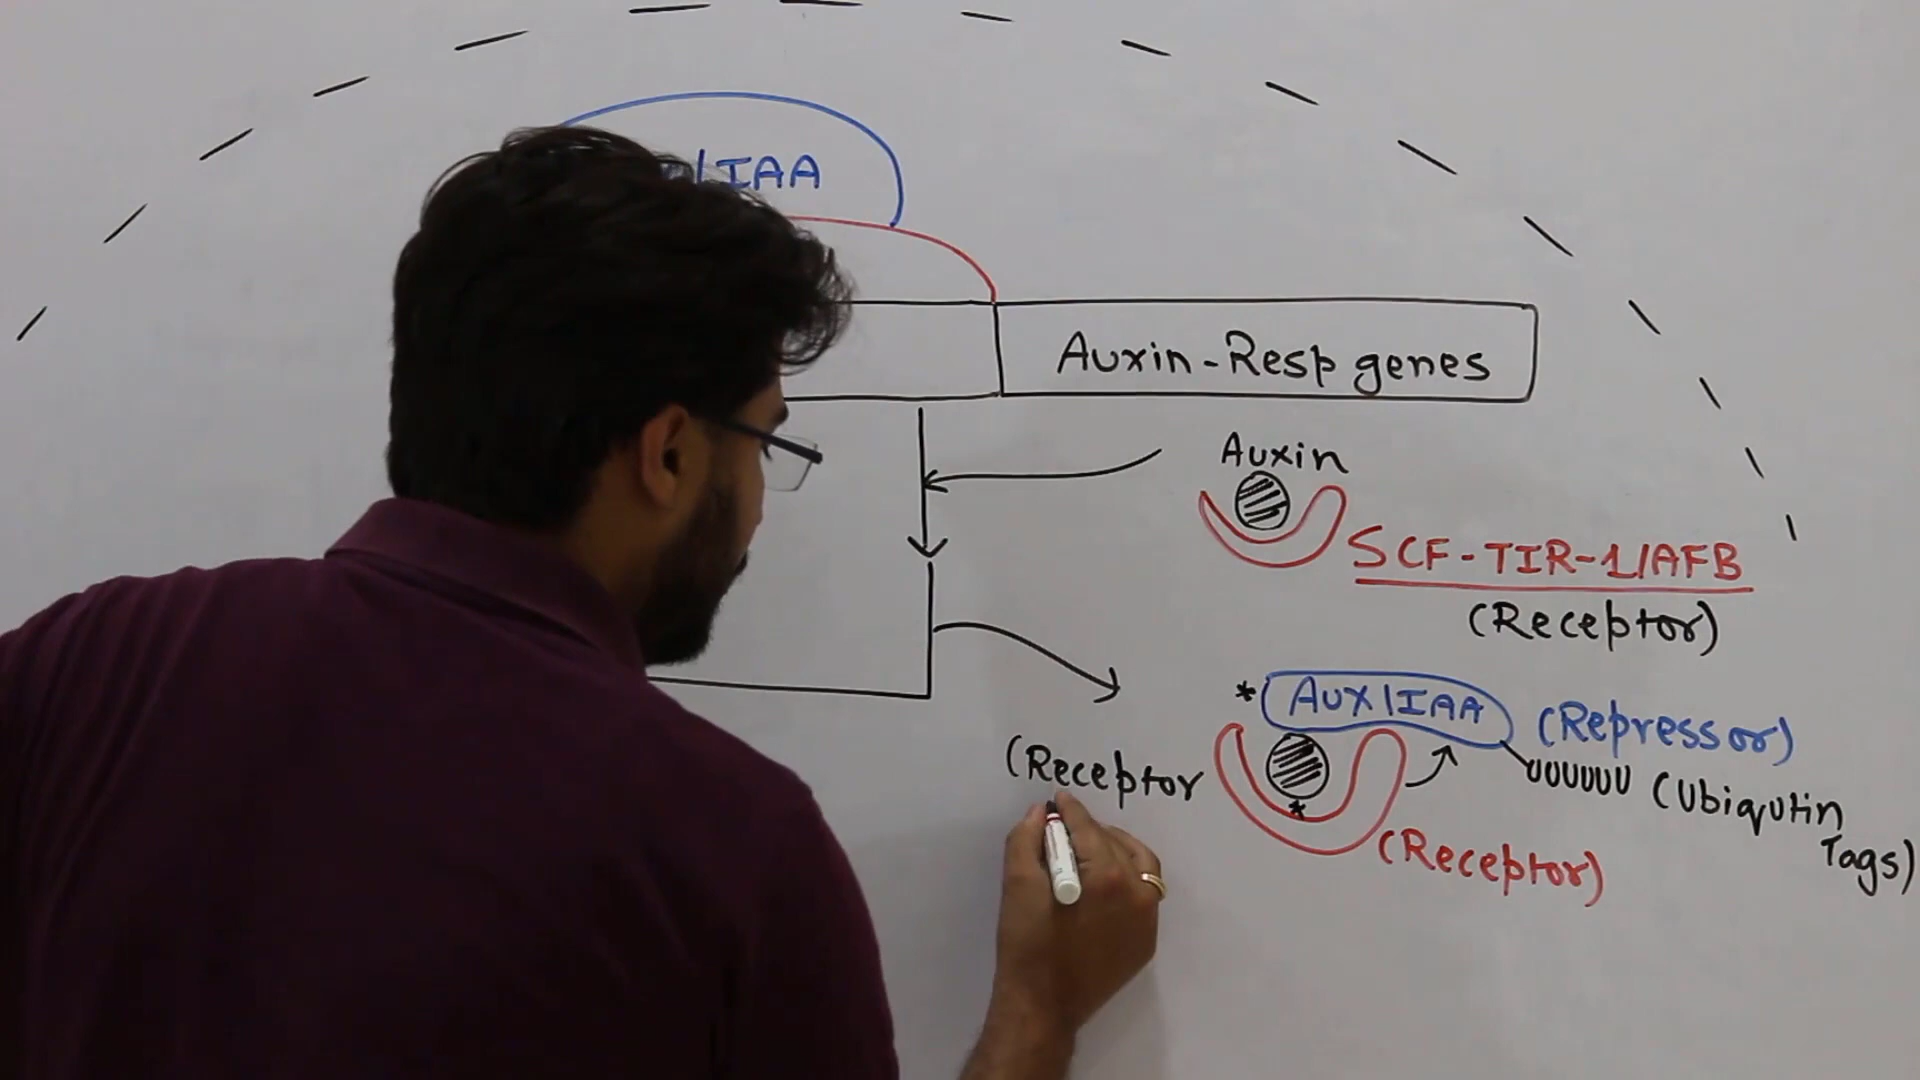 IAA
Auxin-Resp genes
Auxin
SCF-TIR-1/AFB
(Receptor)
* AUX/IAA (Repressor)
(Receptor
UUUUUU (Ubiqutin
Tags)
*
(Receptor)